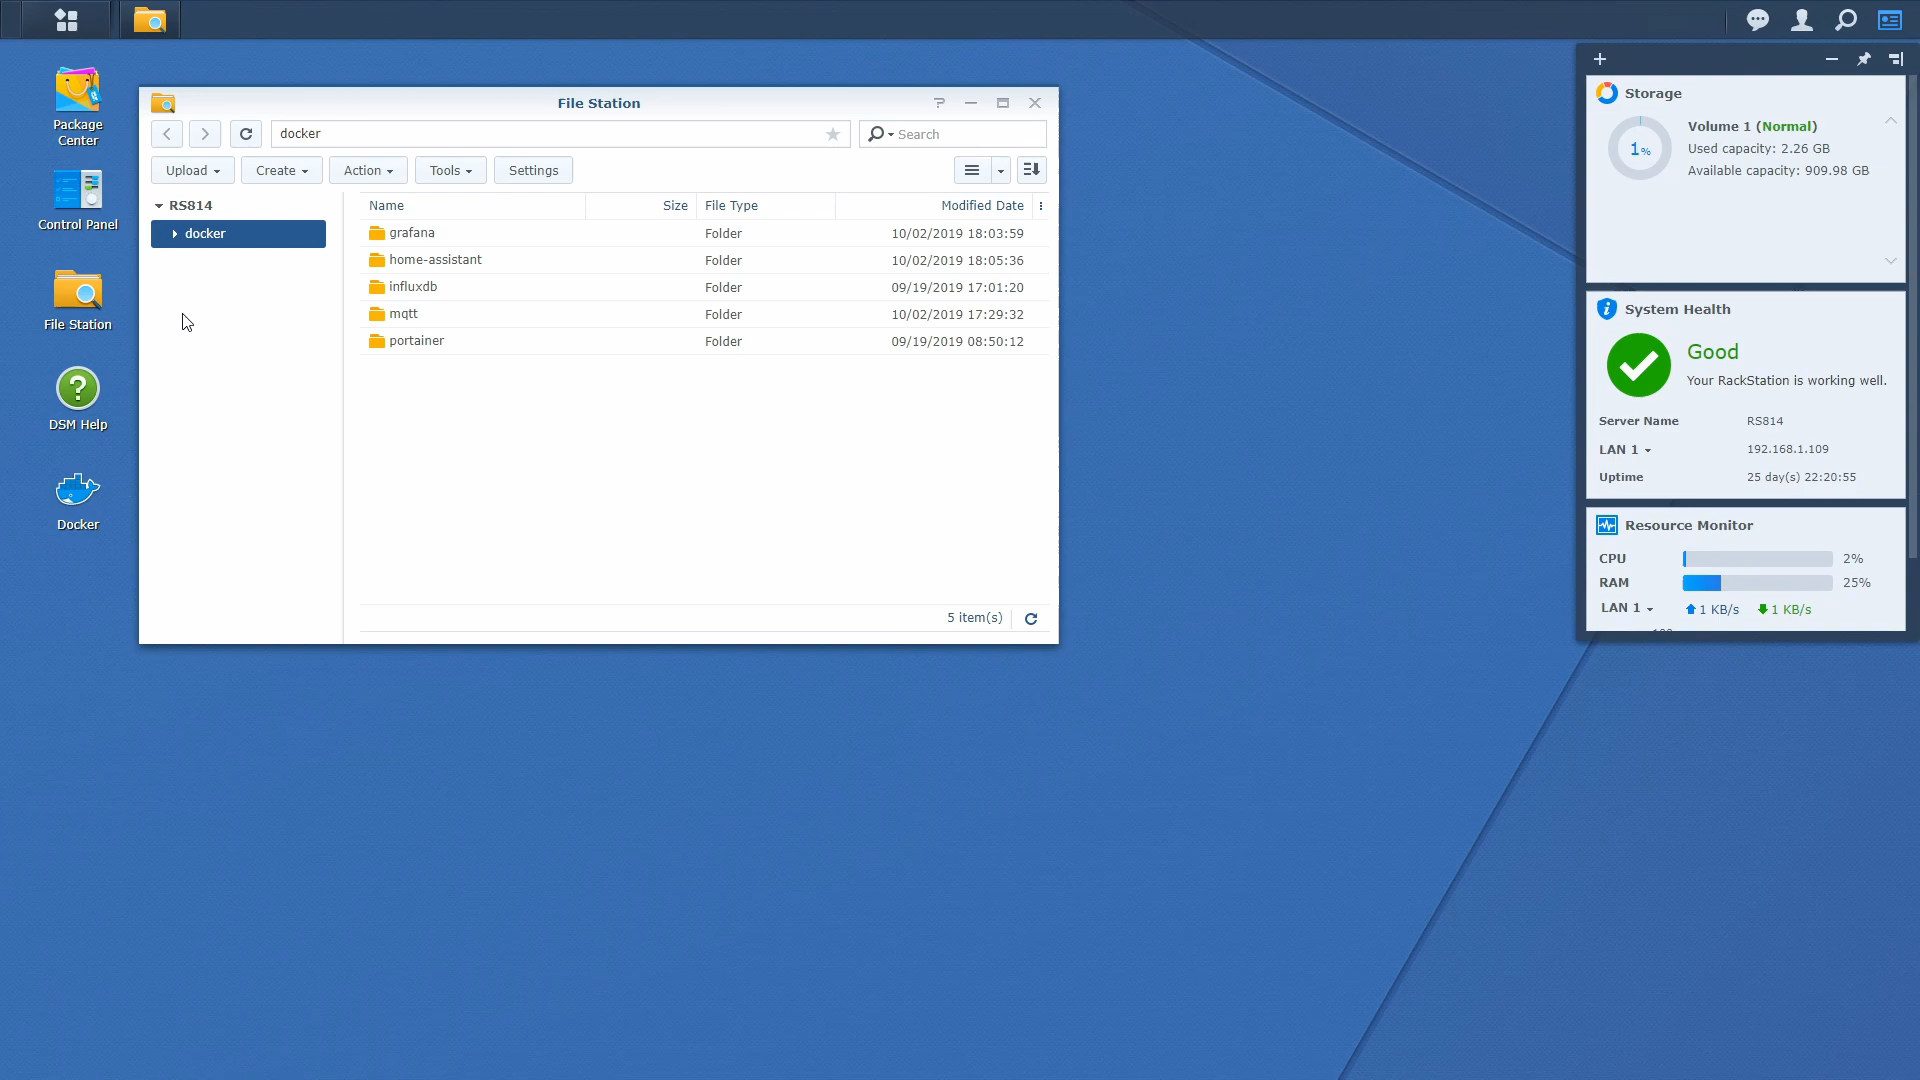 Package
Center
Control Panel
File Station
DSM Help
Docker
File Station
docker
Search
Upload
Create
Action
Tools
Settings
RS814
docker
Name Size File Type Modified Date
grafana Folder 10/02/2019 18:03:59
home-assistant Folder 10/02/2019 18:05:36
influxdb Folder 09/19/2019 17:01:20
mqtt Folder 10/02/2019 17:29:32
portainer Folder 09/19/2019 08:50:12
5 item(s)
Storage
1%
Volume 1 (Normal)
Used capacity: 2.26 GB
Available capacity: 909.98 GB
System Health
Good
Your RackStation is working well.
Server Name RS814
LAN 1 192.168.1.109
Uptime 25 day(s) 22:20:55
Resource Monitor
CPU 2%
RAM 25%
LAN 1 1 KB/s 1 KB/s